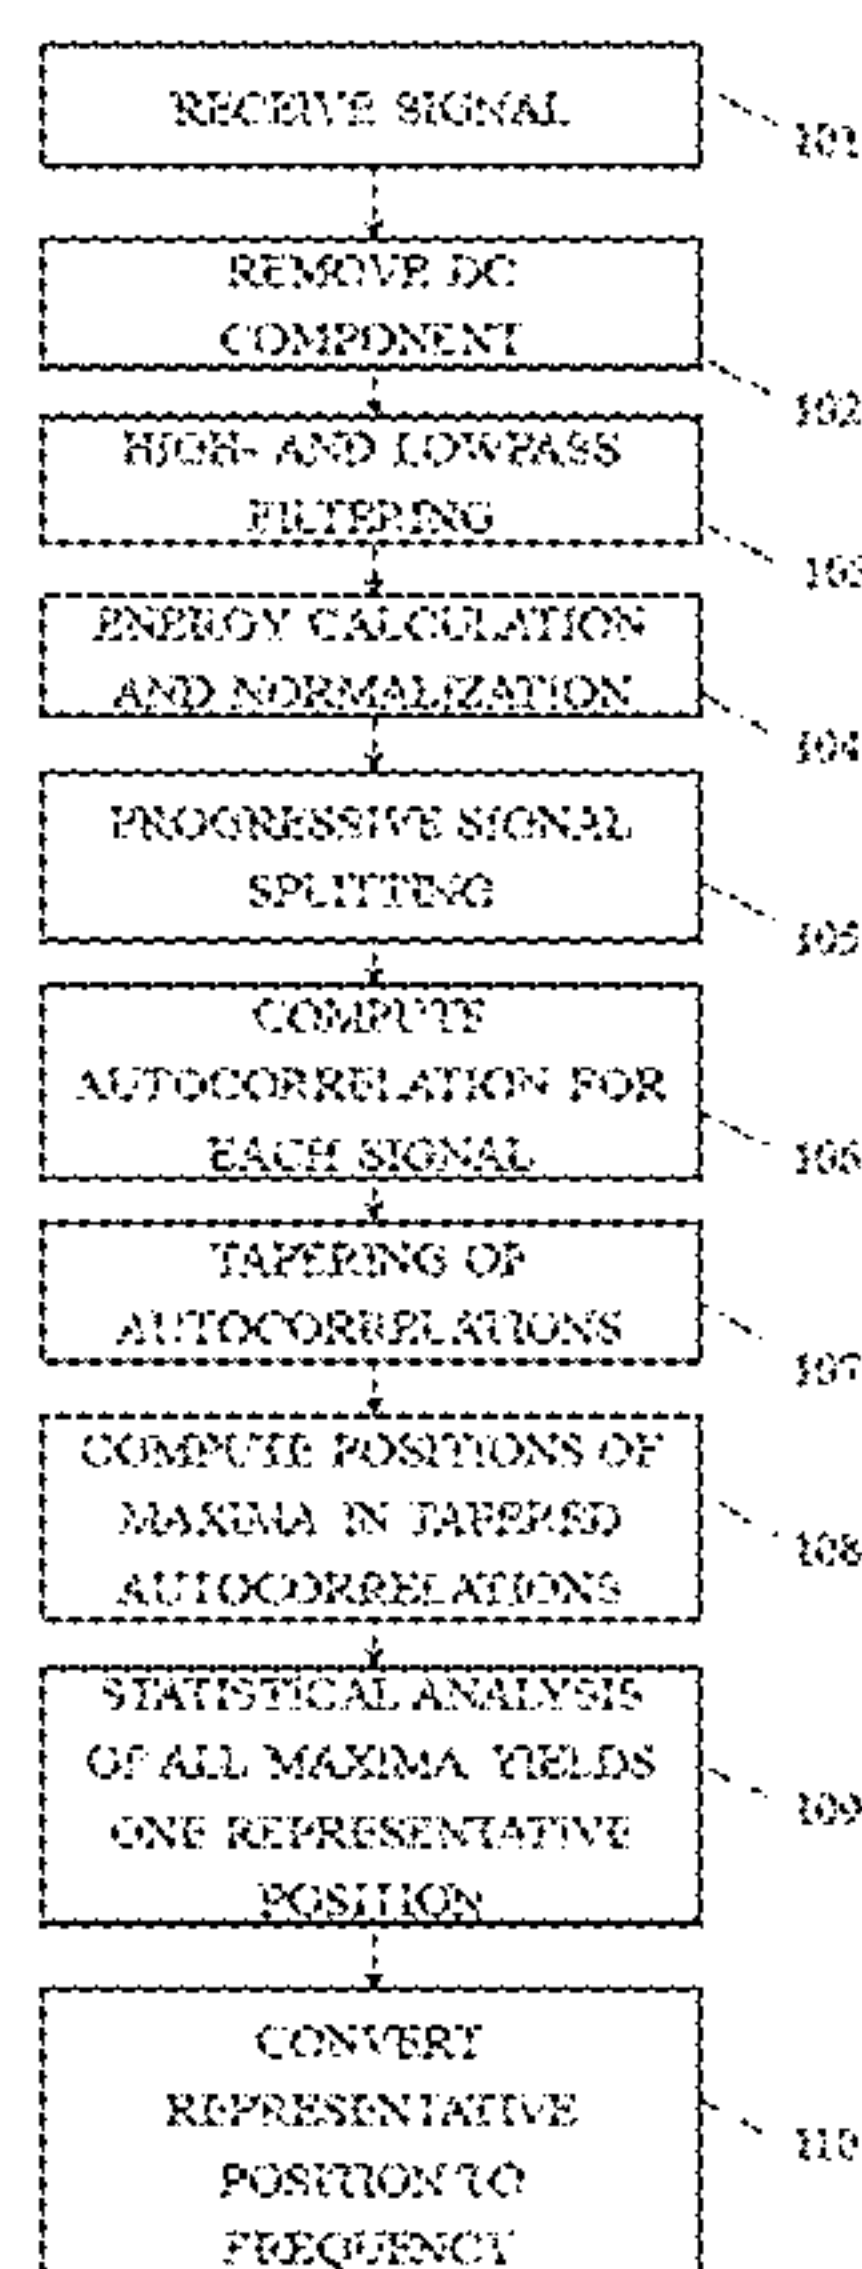 RECEIVE SIGNAL
101
REMOVE DC
COMPONENT
102
HIGH- AND LOWPASS
FILTERING
103
ENERGY CALCULATION
AND NORMALIZATION
104
PROGRESSIVE SIGNAL
SPLITTING
105
COMPUTE
AUTOCORRELATION FOR
EACH SIGNAL
106
TAPERING OF
AUTOCORRELATIONS
107
COMPUTE POSITIONS OF
MAXIMA IN TAPERED
AUTOCORRELATIONS
108
STATISTICAL ANALYSIS
OF ALL MAXIMA YIELDS
ONE REPRESENTATIVE
POSITION
109
CONVERT
REPRESENTATIVE
POSITION TO
FREQUENCY
110